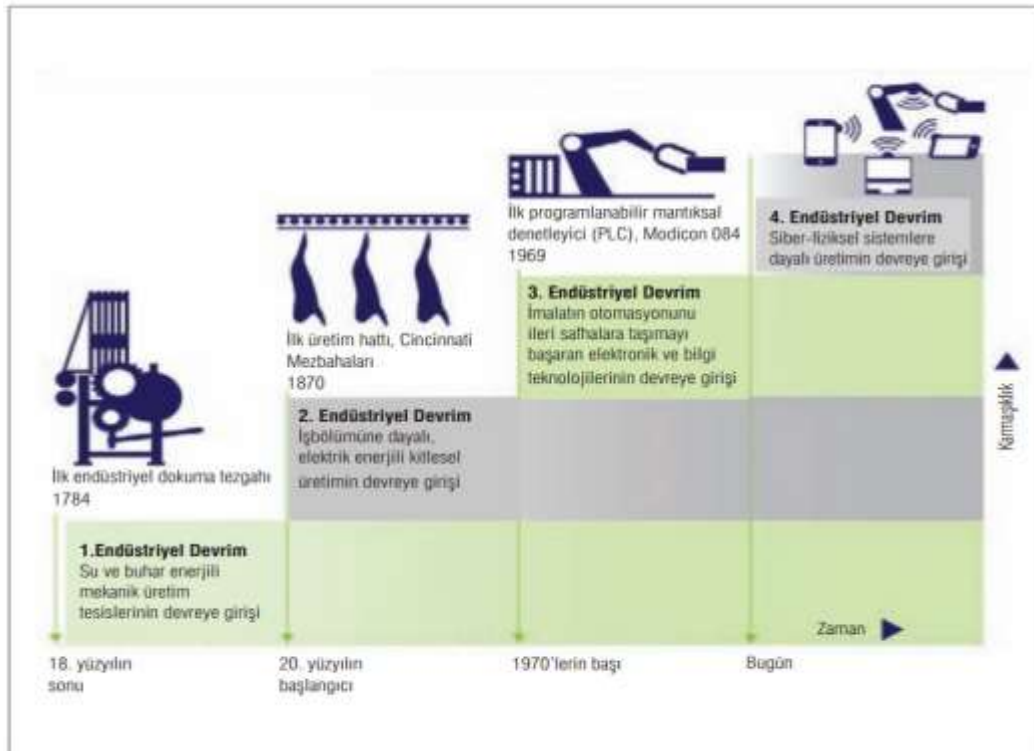 İlk endüstriyel dokuma tezgahı
1784
1.Endüstriyel Devrim
Su ve buhar enerjili
mekanik üretim
tesislerinin devreye girişi
18. yüzyılın
sonu
İlk üretim hattı, Cincinnati
Mezbahaları
1870
2. Endüstriyel Devrim
İşbölümüne dayalı,
elektrik enerjili kitlesel
üretimin devreye girişi
20. yüzyılın
başlangıcı
İlk programlanabilir mantıksal
denetleyici (PLC), Modicon 084
1969
3. Endüstriyel Devrim
İmalatın otomasyonunu
ileri safhalara taşımayı
başaran elektronik ve bilgi
teknolojilerinin devreye girişi
1970'lerin başı
4. Endüstriyel Devrim
Siber-fiziksel sistemlere
dayalı üretimin devreye girişi
Bugün
Zaman
Karmaşıklık